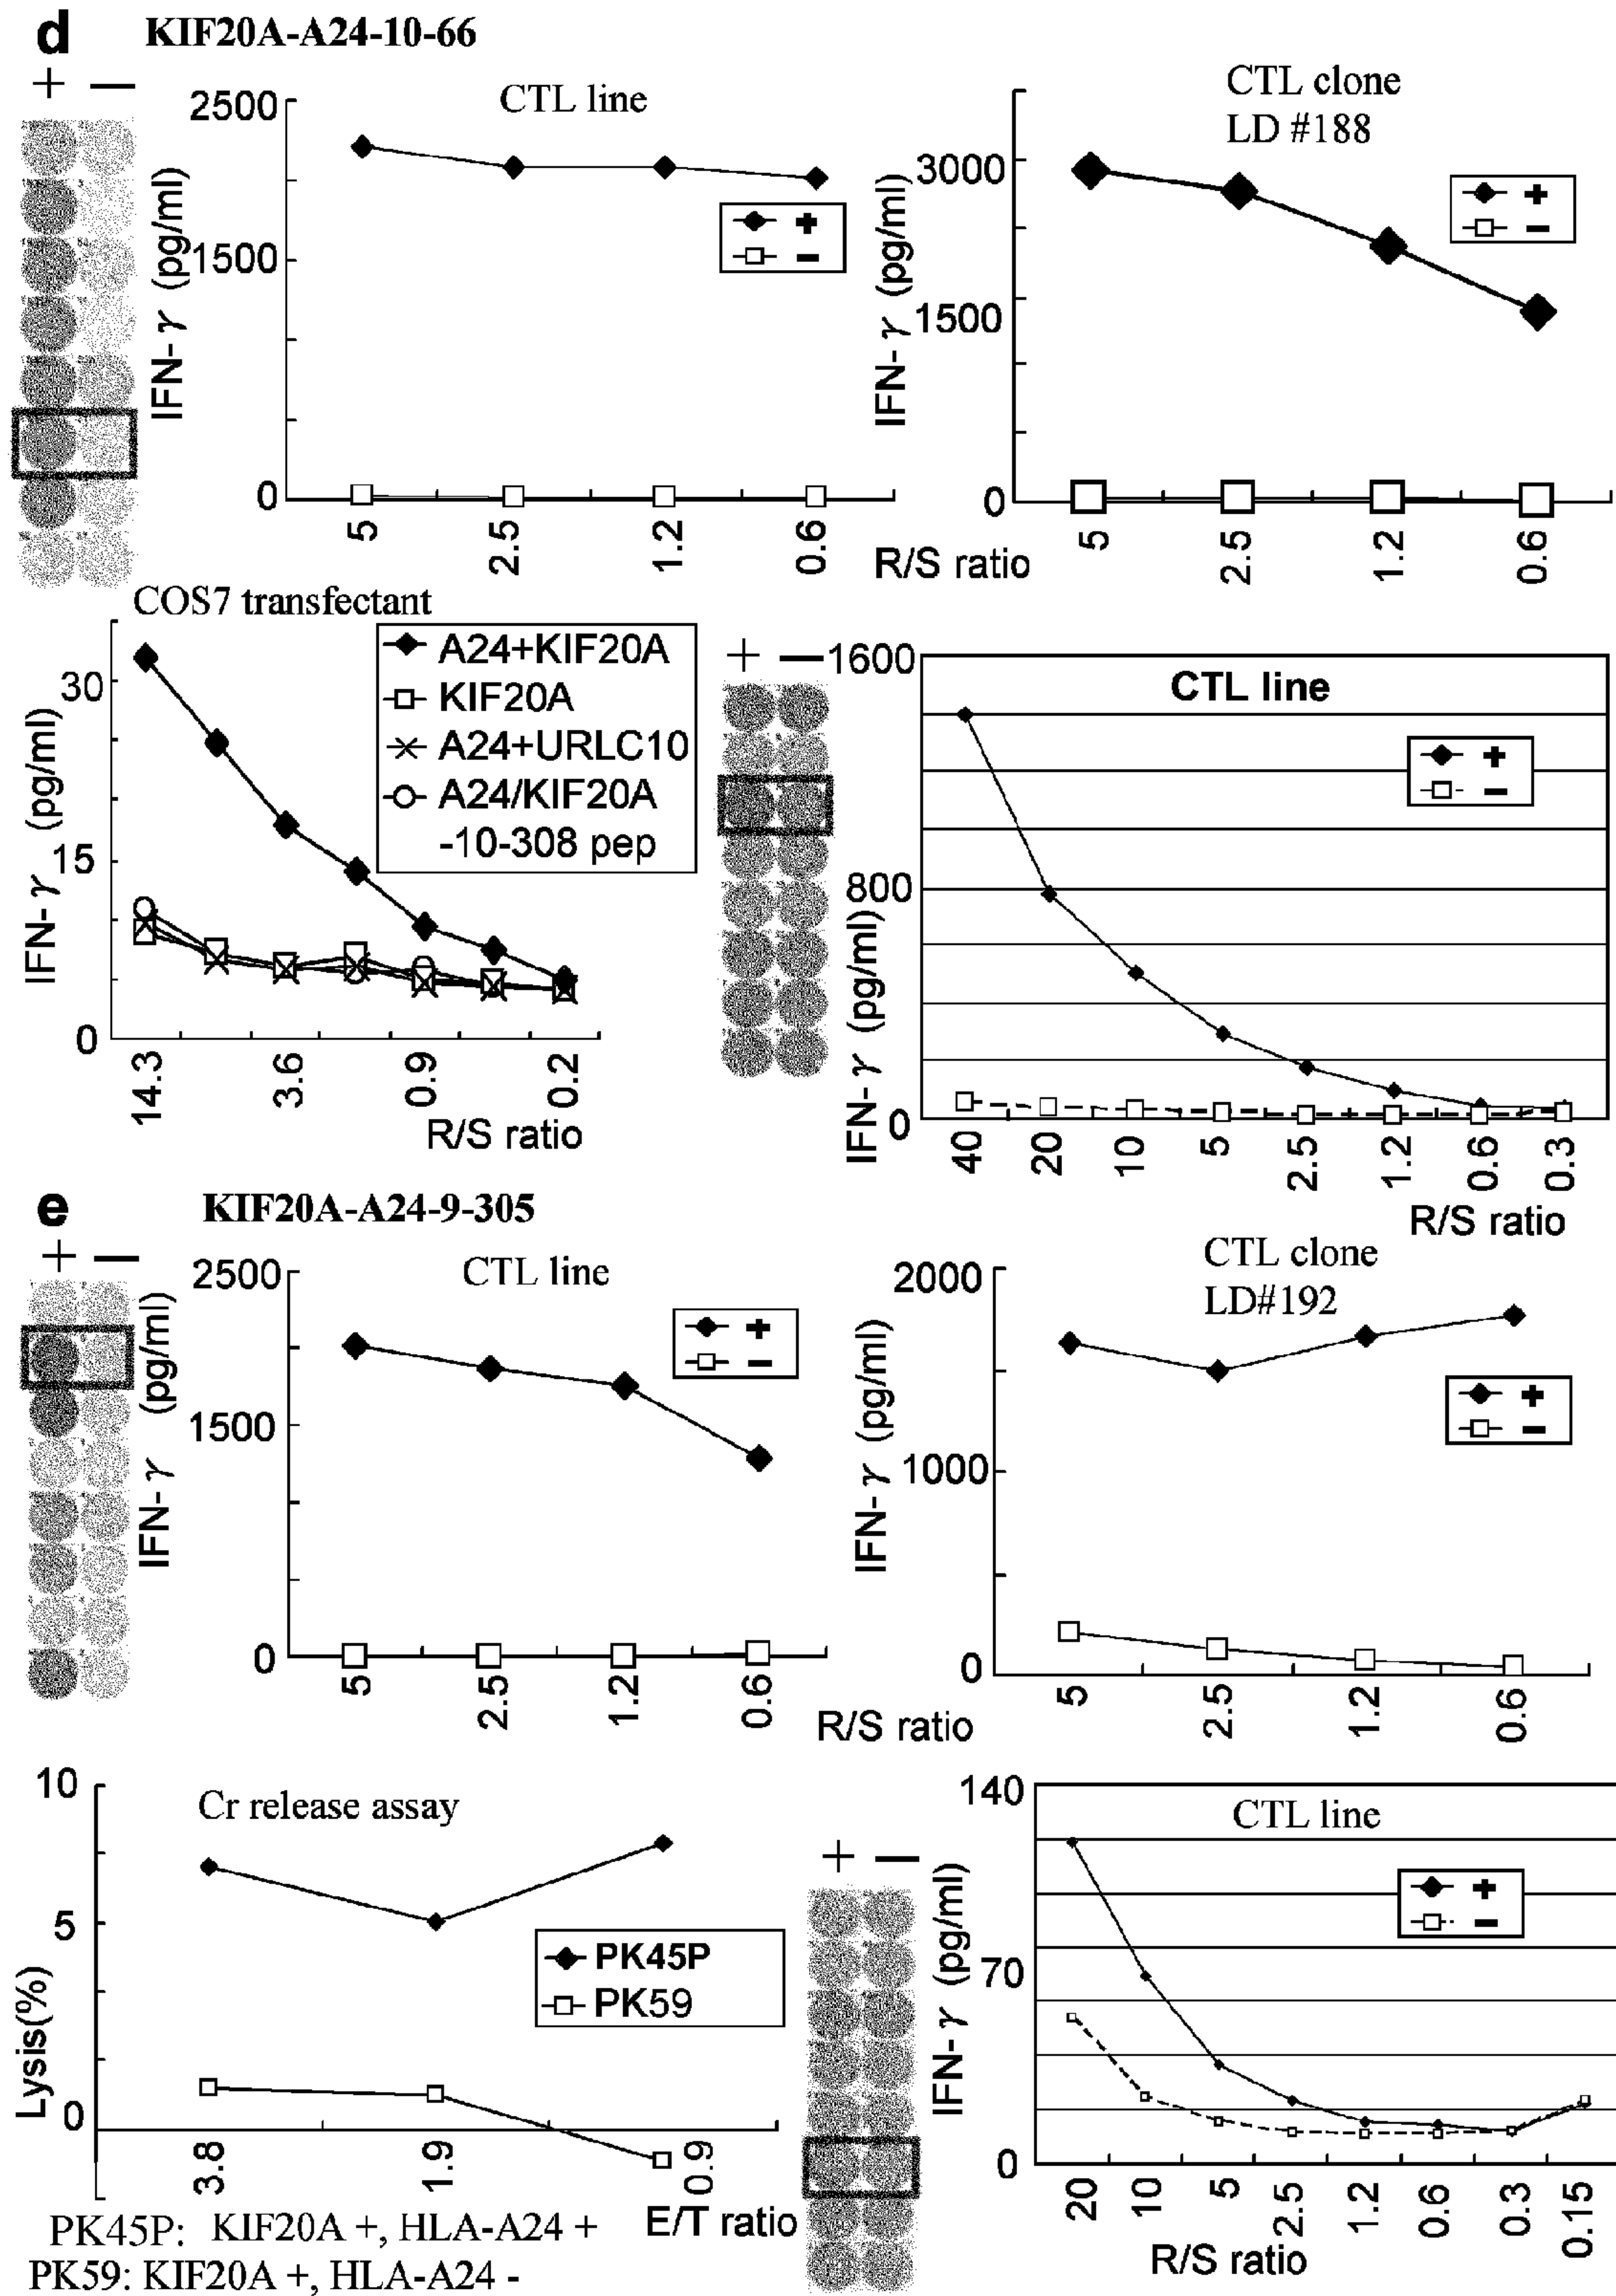 d KIF20A-A24-10-66
+ −
CTL line
IFN-γ (pg/ml)
2500
1500
0
+
−
5 2.5 1.2 0.6
R/S ratio
CTL clone
LD #188
IFN-γ (pg/ml)
3000
1500
0
+
−
5 2.5 1.2 0.6
COS7 transfectant
IFN-γ (pg/ml)
30
15
0
A24+KIF20A
KIF20A
A24+URLC10
A24/KIF20A
-10-308 pep
14.3 3.6 0.9 0.2
R/S ratio
+ −
CTL line
IFN-γ (pg/ml)
1600
800
0
+
−
40 20 10 5 2.5 1.2 0.6 0.3
R/S ratio
e KIF20A-A24-9-305
+ −
CTL line
IFN-γ (pg/ml)
2500
1500
0
+
−
5 2.5 1.2 0.6
R/S ratio
CTL clone
LD#192
IFN-γ (pg/ml)
2000
1000
0
+
−
5 2.5 1.2 0.6
Cr release assay
Lysis(%)
10
5
0
PK45P
PK59
3.8 1.9 0.9
E/T ratio
PK45P: KIF20A +, HLA-A24 +
PK59: KIF20A +, HLA-A24 -
+ −
CTL line
IFN-γ (pg/ml)
140
70
0
+
−
20 10 5 2.5 1.2 0.6 0.3 0.15
R/S ratio